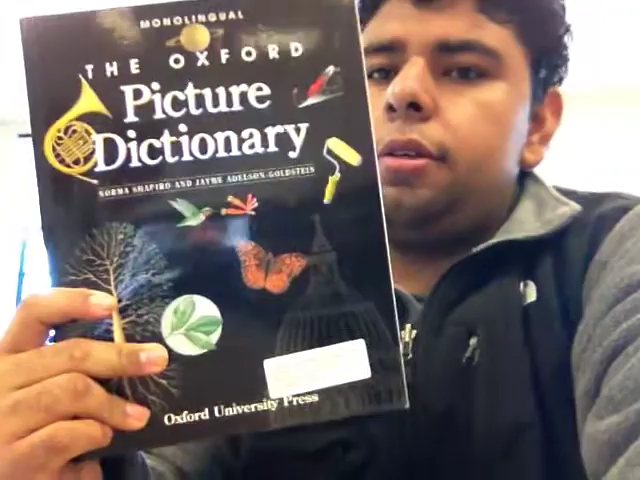 MONOLINGUAL
THE OXFORD
Picture
Dictionary
NORMA SHAPIRO AND JAYME ADELSON-GOLDSTEIN
Oxford University Press